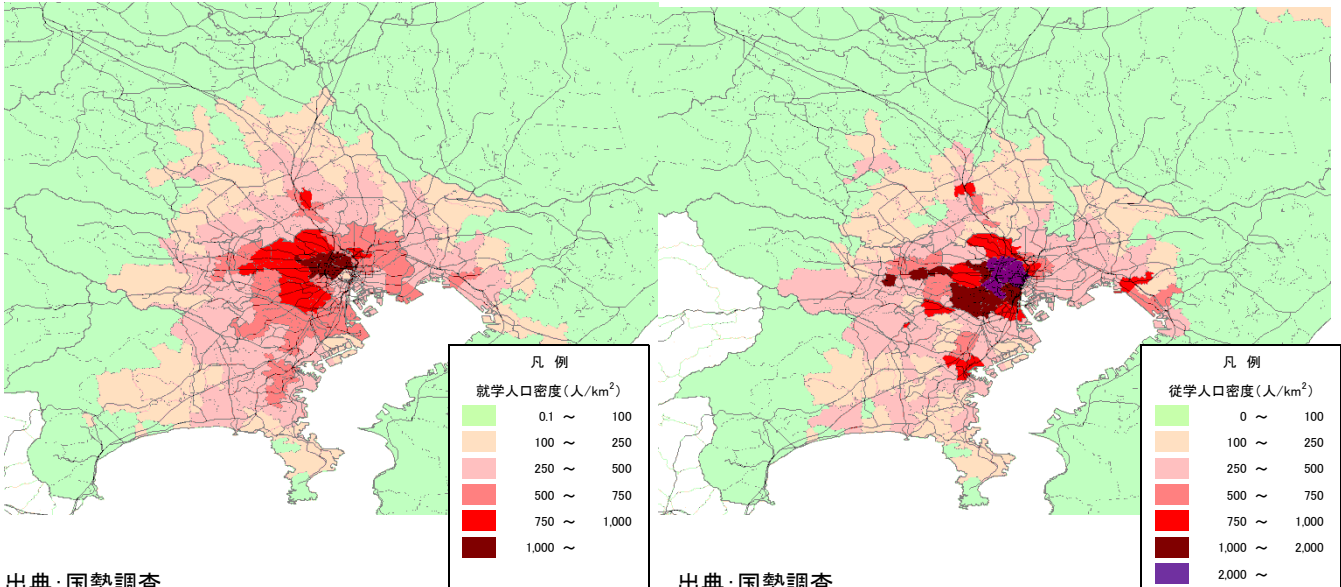 凡 例
就学人口密度(人/km²)
0.1 ～ 100
100 ～ 250
250 ～ 500
500 ～ 750
750 ～ 1,000
1,000 ～
出典：国勢調査
凡 例
従学人口密度(人/km²)
0 ～ 100
100 ～ 250
250 ～ 500
500 ～ 750
750 ～ 1,000
1,000 ～ 2,000
2,000 ～
出典：国勢調査